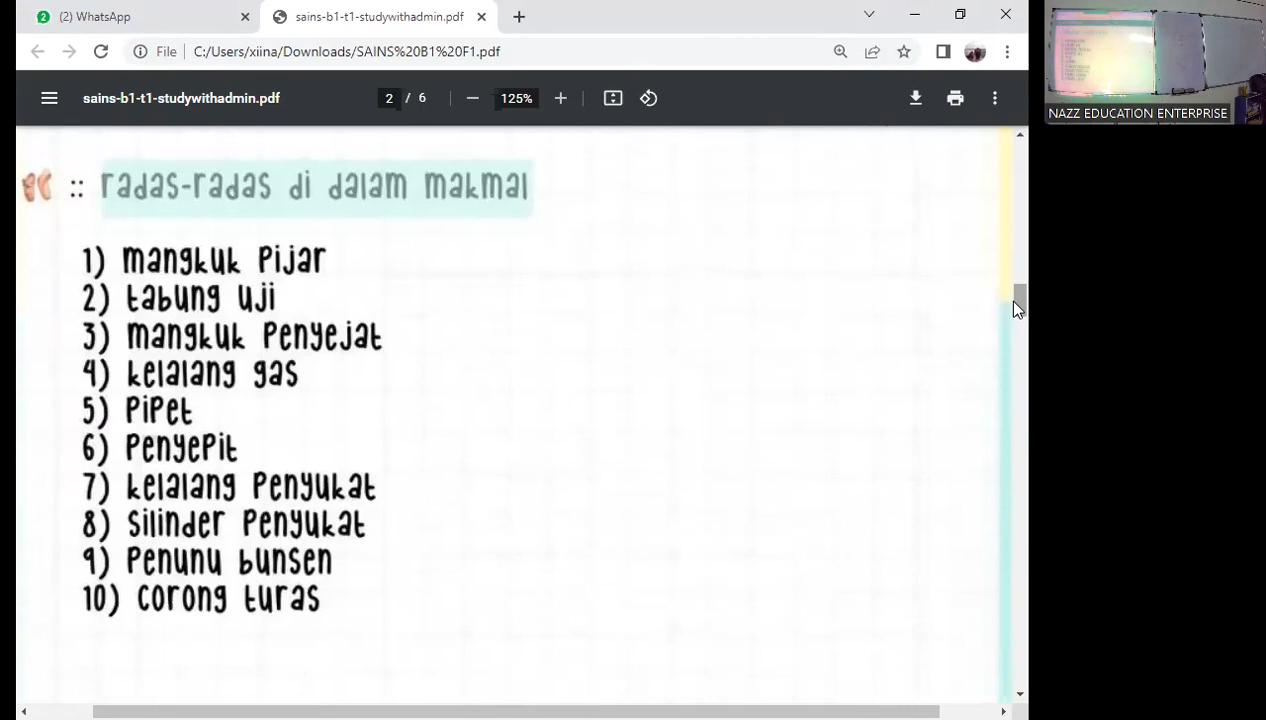 (2) WhatsApp
sains-b1-t1-studywithadmin.pdf
File
C:/Users/xiina/Downloads/SAINS%20B1%20F1.pdf
sains-b1-t1-studywithadmin.pdf
2 / 6
125%
NAZZ EDUCATION ENTERPRISE
:: radas-radas di dalam makmal
1) mangkuk Pijar
2) tabung uji
3) mangkuk Penyejat
4) kelalang gas
5) PiPet
6) PenyePit
7) kelalang Penyukat
8) silinder Penyukat
9) Penunu bunsen
10) corong turas